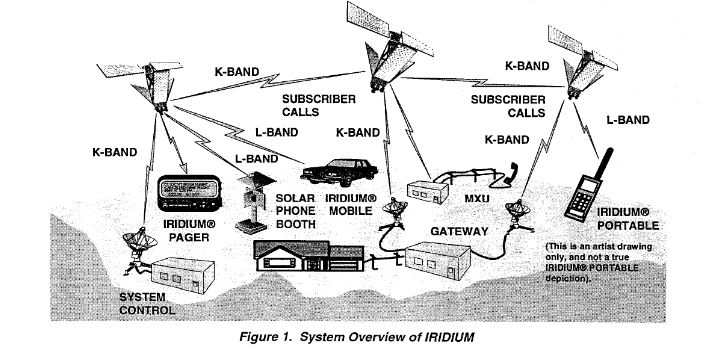 K-BAND
K-BAND
SUBSCRIBER
CALLS
SUBSCRIBER
CALLS
L-BAND
L-BAND
K-BAND
K-BAND
K-BAND
L-BAND
IRIDIUM®
PAGER
SOLAR
PHONE
BOOTH
IRIDIUM®
MOBILE
MXU
IRIDIUM®
PORTABLE
GATEWAY
(This is an artist drawing
only, and not a true
IRIDIUM® PORTABLE
depiction).
SYSTEM
CONTROL
Figure 1. System Overview of IRIDIUM